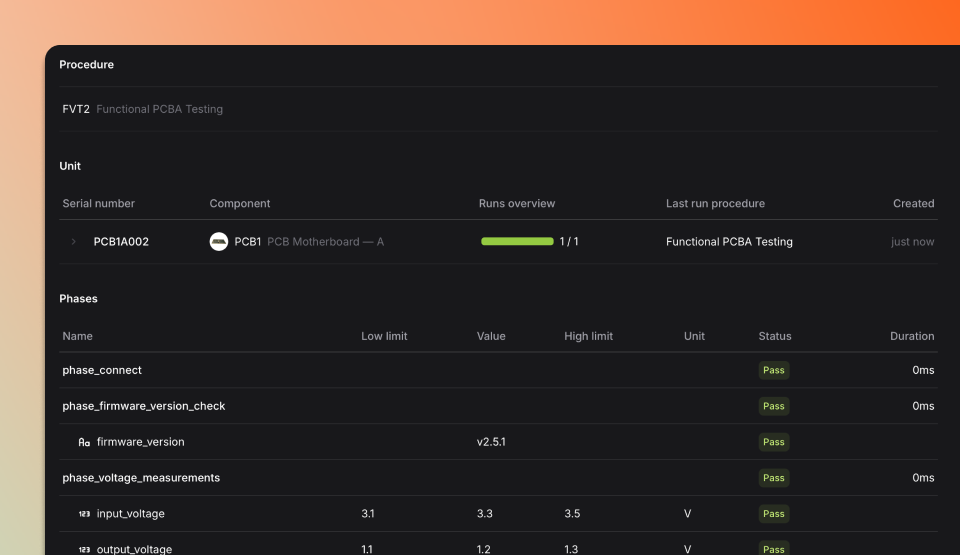 Procedure
FVT2 Functional PCBA Testing
Unit
Serial number Component Runs overview Last run procedure Created
PCB1A002 PCB1 PCB Motherboard — A 1 / 1 Functional PCBA Testing just now
Phases
Name Low limit Value High limit Unit Status Duration
phase_connect Pass 0ms
phase_firmware_version_check Pass 0ms
Aa firmware_version v2.5.1 Pass
phase_voltage_measurements Pass 0ms
123 input_voltage 3.1 3.3 3.5 V Pass
123 output_voltage 1.1 1.2 1.3 V Pass